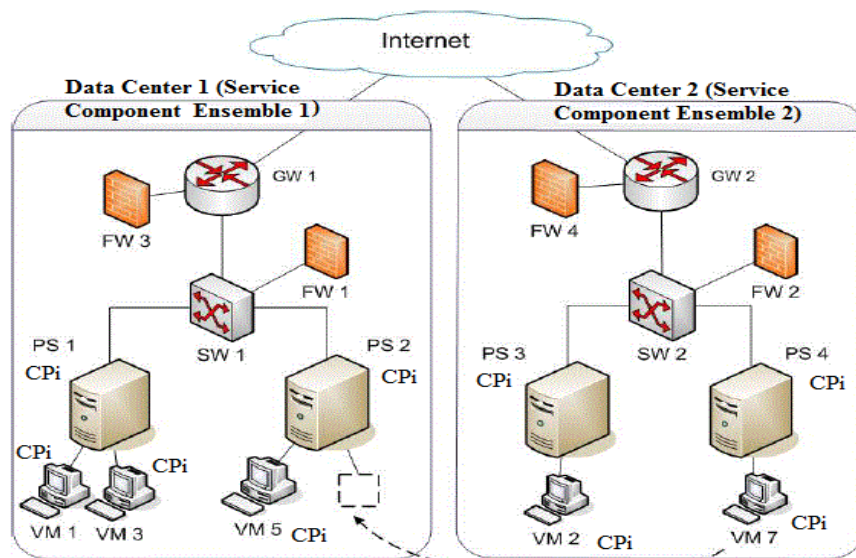 Internet
Data Center 1 (Service
Component Ensemble 1)
Data Center 2 (Service
Component Ensemble 2)
GW 1
GW 2
FW 3
FW 4
FW 1
FW 2
SW 1
SW 2
PS 1
CPi
PS 2
CPi
PS 3
CPi
PS 4
CPi
CPi
CPi
VM 1
VM 3
VM 5
CPi
VM 2
CPi
VM 7
CPi